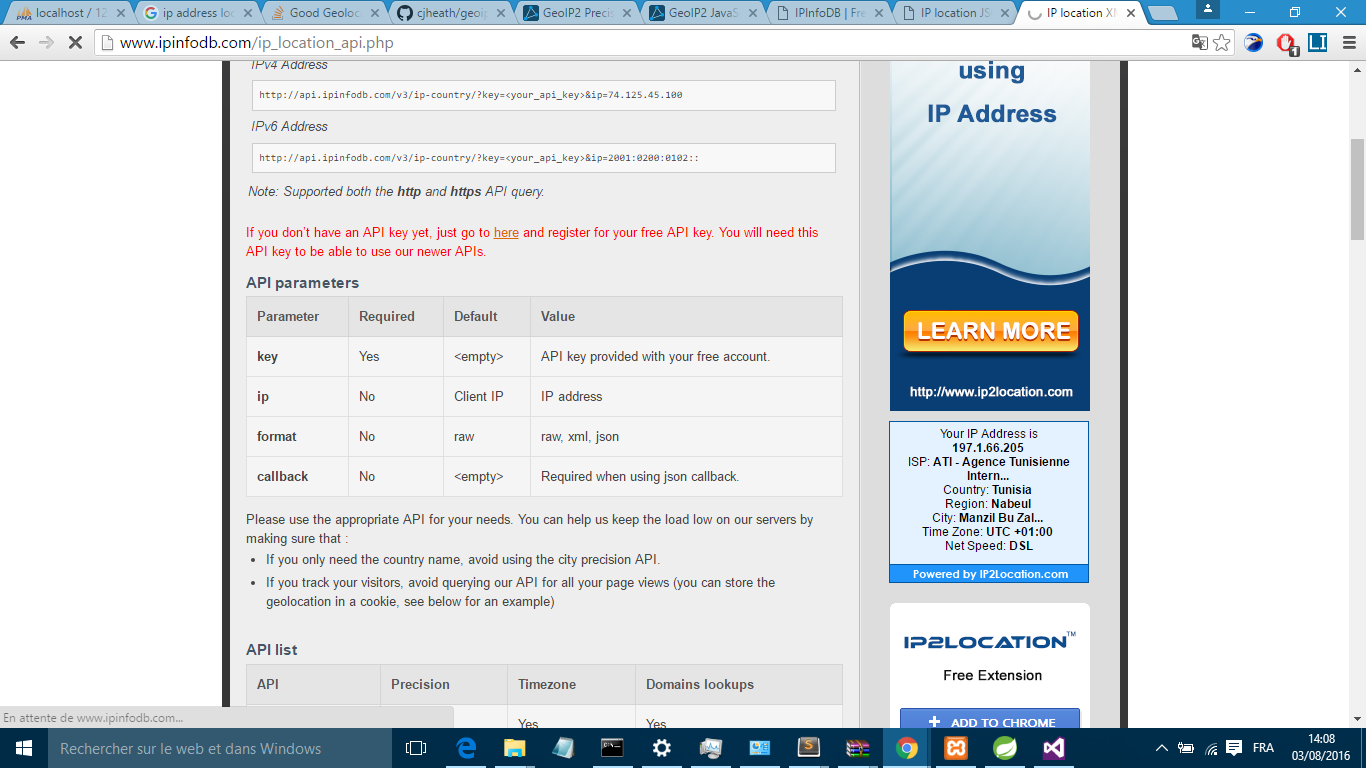 localhost / 12
ip address loc
Good Geoloc
cjheath/geoip
GeoIP2 Precis
GeoIP2 JavaS
IPInfoDB | Fre
IP location JS
IP location XM
www.ipinfodb.com/ip_location_api.php
1
LI
IPv4 Address
http://api.ipinfodb.com/v3/ip-country/?key=<your_api_key>&ip=74.125.45.100
IPv6 Address
http://api.ipinfodb.com/v3/ip-country/?key=<your_api_key>&ip=2001:0200:0102::
Note: Supported both the http and https API query.
If you don't have an API key yet, just go to here and register for your free API key. You will need this
API key to be able to use our newer APIs.
API parameters
Parameter Required Default Value
key Yes <empty> API key provided with your free account.
ip No Client IP IP address
format No raw raw, xml, json
callback No <empty> Required when using json callback.
Please use the appropriate API for your needs. You can help us keep the load low on our servers by
making sure that :
• If you only need the country name, avoid using the city precision API.
• If you track your visitors, avoid querying our API for all your page views (you can store the
geolocation in a cookie, see below for an example)
API list
API Precision Timezone Domains lookups
Yes Yes
using
IP Address
LEARN MORE
http://www.ip2location.com
Your IP Address is
197.1.66.205
ISP: ATI - Agence Tunisienne
Intern...
Country: Tunisia
Region: Nabeul
City: Manzil Bu Zal...
Time Zone: UTC +01:00
Net Speed: DSL
Powered by IP2Location.com
IP2LOCATION™
Free Extension
+ ADD TO CHROME
En attente de www.ipinfodb.com...
Rechercher sur le web et dans Windows
FRA
14:08
03/08/2016